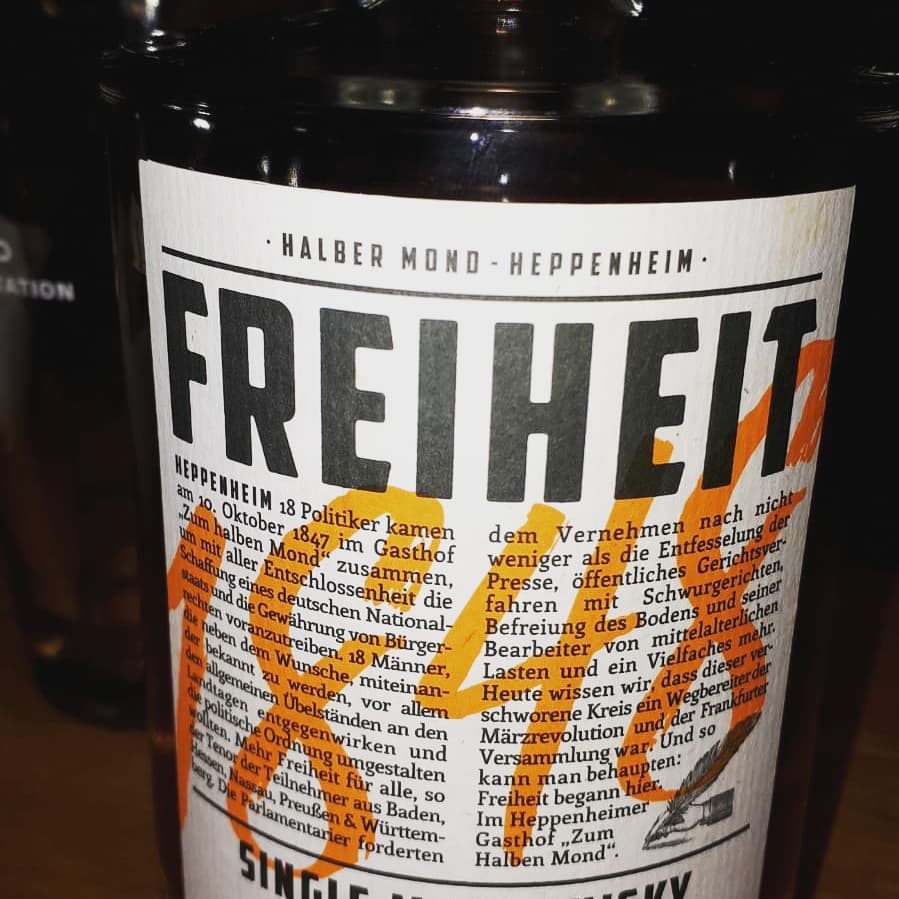 · HALBER MOND - HEPPENHEIM ·
FREIHEIT
1848
HEPPENHEIM 18 Politiker kamen
am 10. Oktober 1847 im Gasthof
„Zum halben Mond“ zusammen,
um mit aller Entschlossenheit die
Schaffung eines deutschen National-
staats und die Gewährung von Bürger-
rechten voranzutreiben. 18 Männer,
die neben dem Wunsche, miteinan-
der bekannt zu werden, vor allem
den allgemeinen Übelständen an den
Landtagen entgegenwirken und
die politische Ordnung umgestalten
wollten. Mehr Freiheit für alle, so
der Tenor der Teilnehmer aus Baden,
Hessen, Nassau, Preußen & Württem-
berg. Die Parlamentarier forderten
dem Vernehmen nach nicht
weniger als die Entfesselung der
Presse, öffentliches Gerichtsver-
fahren mit Schwurgerichten,
Befreiung des Bodens und seiner
Bearbeiter von mittelalterlichen
Lasten und ein Vielfaches mehr.
Heute wissen wir, dass dieser ver-
schworene Kreis ein Wegbereiter der
Märzrevolution und der Frankfurter
Versammlung war. Und so
kann man behaupten:
Freiheit begann hier.
Im Heppenheimer
Gasthof „Zum
Halben Mond“.
SINGLE